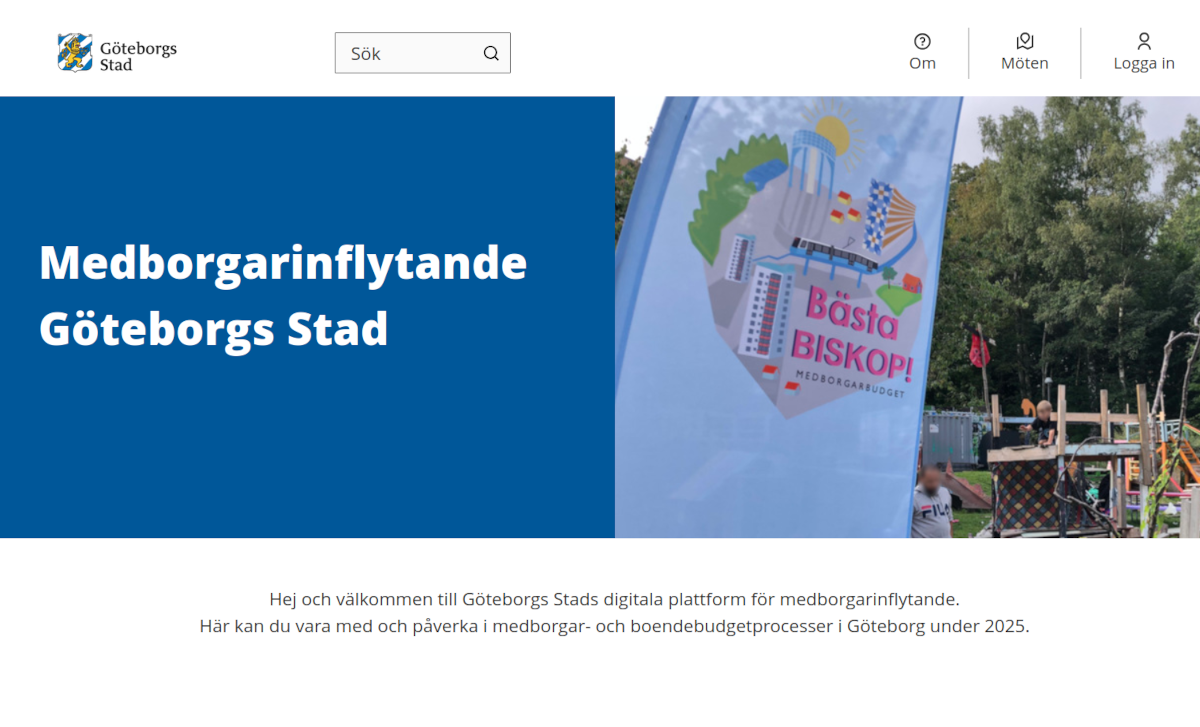 Göteborgs
Stad
Sök
Om
Möten
Logga in
Medborgarinflytande
Göteborgs Stad
Bästa
BISKOP!
MEDBORGARBUDGET
FILA
Hej och välkommen till Göteborgs Stads digitala plattform för medborgarinflytande.
Här kan du vara med och påverka i medborgar- och boendebudgetprocesser i Göteborg under 2025.